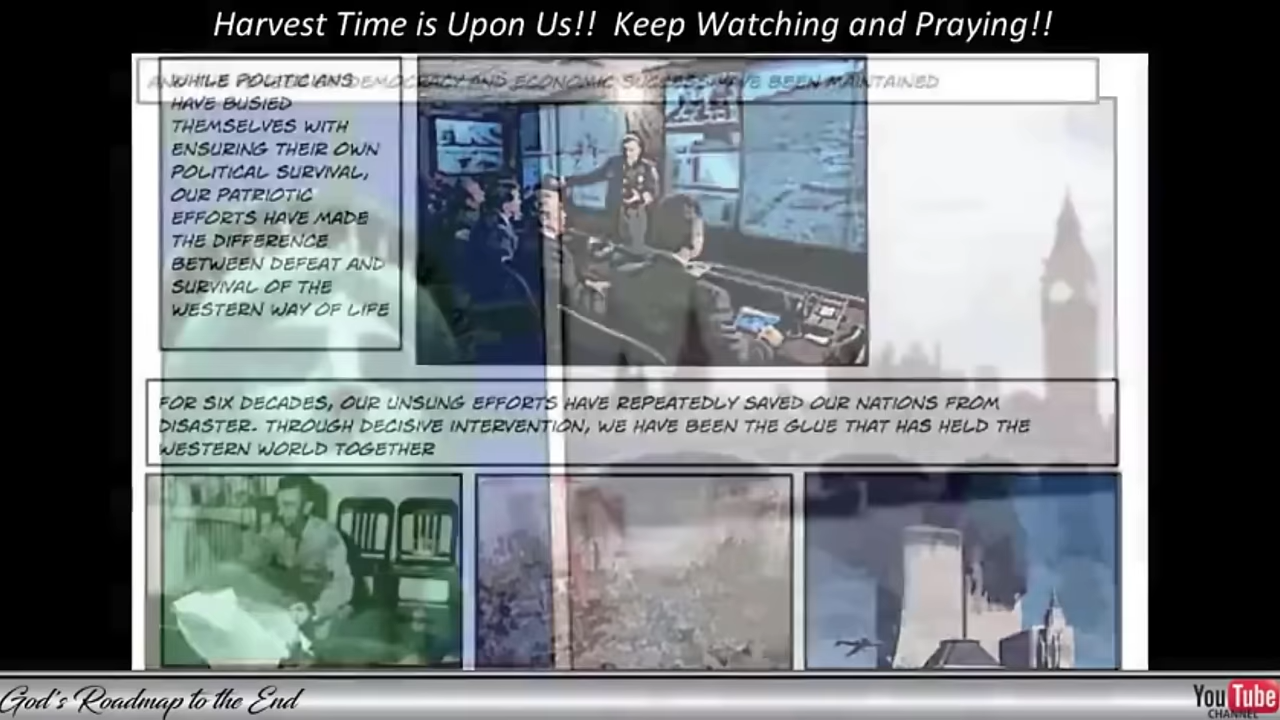 Harvest Time is Upon Us!! Keep Watching and Praying!!
DEMOCRACY AND ECONOMIC SUCCESS HAVE BEEN MAINTAINED
WHILE POLITICIANS
HAVE BUSIED
THEMSELVES WITH
ENSURING THEIR OWN
POLITICAL SURVIVAL,
OUR PATRIOTIC
EFFORTS HAVE MADE
THE DIFFERENCE
BETWEEN DEFEAT AND
SURVIVAL OF THE
WESTERN WAY OF LIFE
FOR SIX DECADES, OUR UNSUNG EFFORTS HAVE REPEATEDLY SAVED OUR NATIONS FROM
DISASTER. THROUGH DECISIVE INTERVENTION, WE HAVE BEEN THE GLUE THAT HAS HELD THE
WESTERN WORLD TOGETHER
God's Roadmap to the End
YouTube
CHANNEL